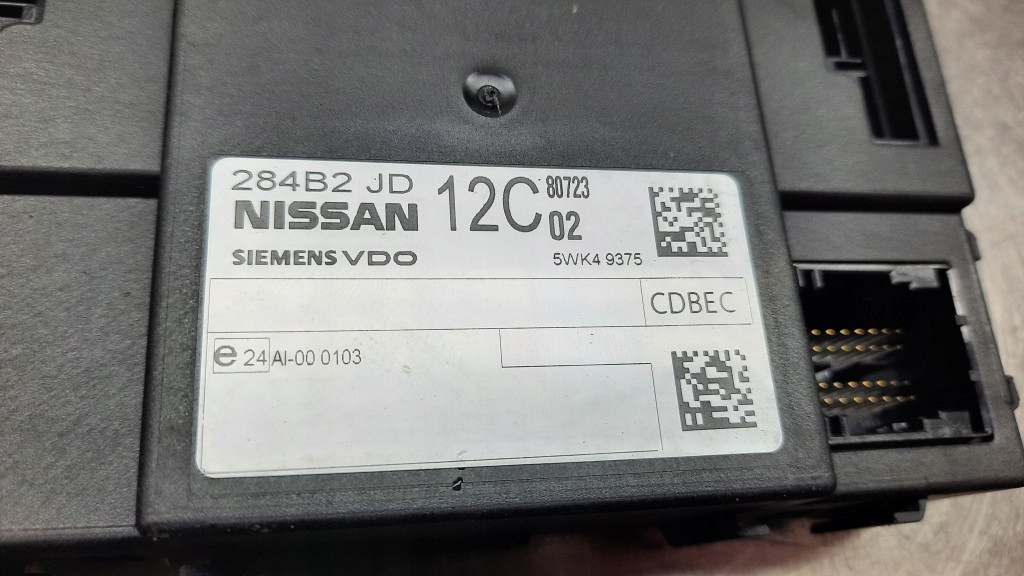 284B2 JD 12C 80723
NISSAN 02
SIEMENS VDO 5WK4 9375
CDBEC
e 24 AI-00 0103